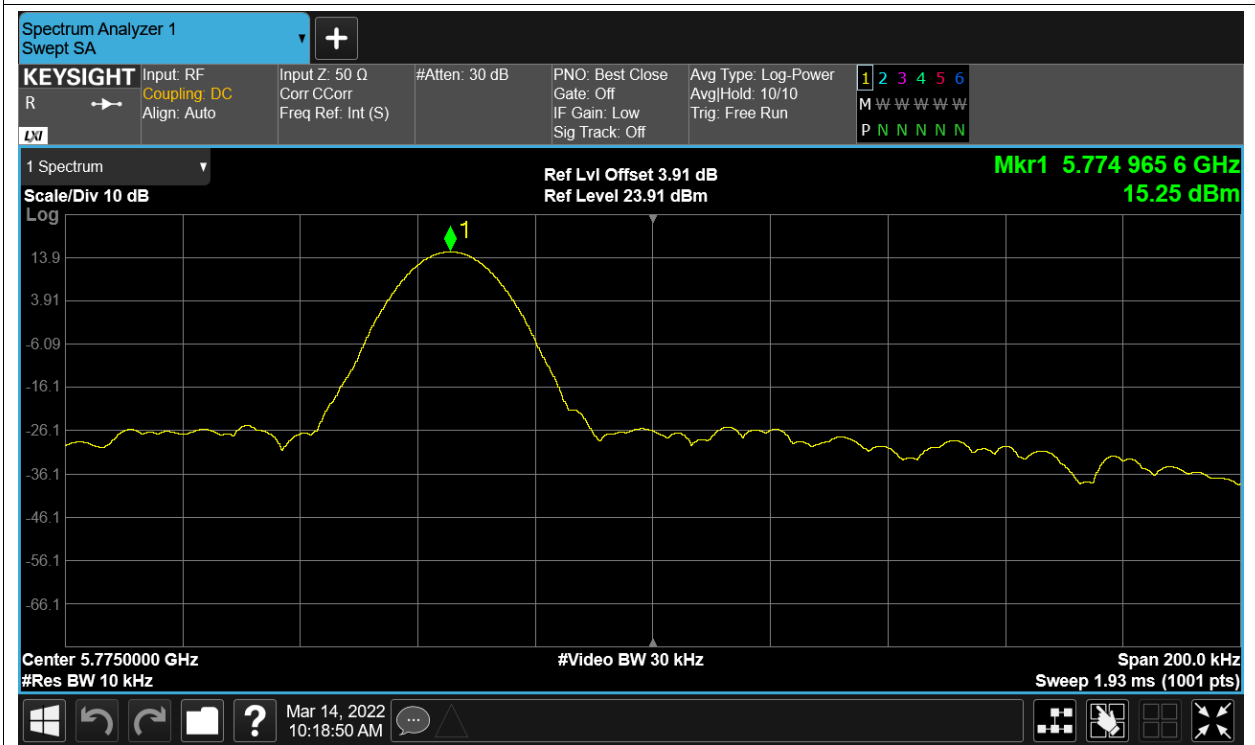 Spectrum Analyzer 1
Swept SA
KEYSIGHT
R
LXI
Input: RF
Coupling: DC
Align: Auto
Input Z: 50 Ω
Corr CCorr
Freq Ref: Int (S)
#Atten: 30 dB
PNO: Best Close
Gate: Off
IF Gain: Low
Sig Track: Off
Avg Type: Log-Power
Avg|Hold: 10/10
Trig: Free Run
1 2 3 4 5 6
M W W W W W W
P N N N N N N
1 Spectrum
Scale/Div 10 dB
Log
Ref Lvl Offset 3.91 dB
Ref Level 23.91 dBm
Mkr1 5.774 965 6 GHz
15.25 dBm
1
13.9
3.91
-6.09
-16.1
-26.1
-36.1
-46.1
-56.1
-66.1
Center 5.7750000 GHz
#Res BW 10 kHz
#Video BW 30 kHz
Span 200.0 kHz
Sweep 1.93 ms (1001 pts)
?
Mar 14, 2022
10:18:50 AM